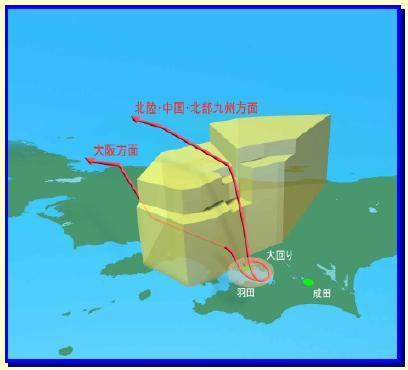 北陸・中国・北部九州方面
大阪方面
大回り
羽田
成田